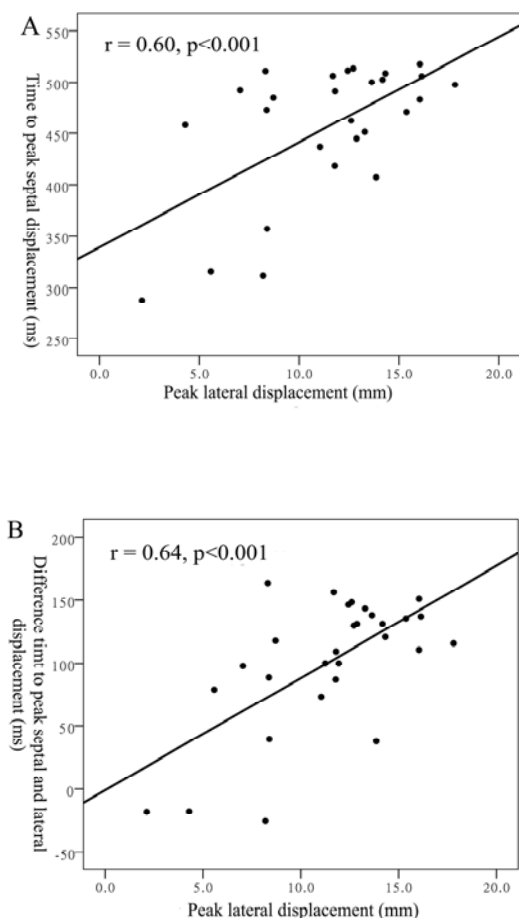 A
r = 0.60, p<0.001
Time to peak septal displacement (ms)
550
500
450
400
350
300
250
0.0 5.0 10.0 15.0 20.0
Peak lateral displacement (mm)
B
r = 0.64, p<0.001
Difference timt to peak septal and lateral
displacement (ms)
200
150
100
50
0
-50
0.0 5.0 10.0 15.0 20.0
Peak lateral displacement (mm)